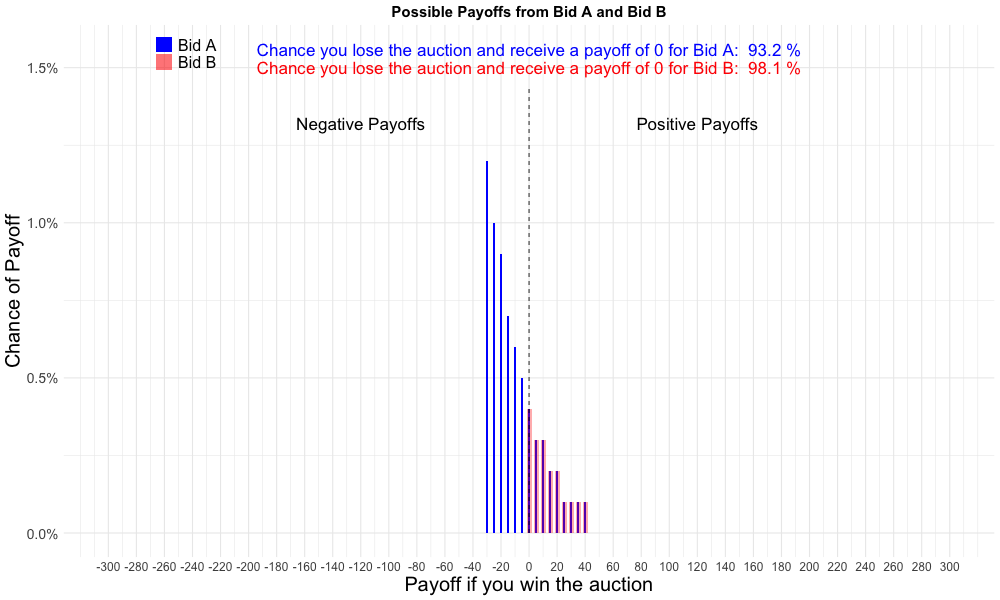 Possible Payoffs from Bid A and Bid B
Bid A
Bid B
Chance you lose the auction and receive a payoff of 0 for Bid A: 93.2 %
Chance you lose the auction and receive a payoff of 0 for Bid B: 98.1 %
Negative Payoffs
Positive Payoffs
Chance of Payoff
1.5%
1.0%
0.5%
0.0%
-300 -280 -260 -240 -220 -200 -180 -160 -140 -120 -100 -80 -60 -40 -20 0 20 40 60 80 100 120 140 160 180 200 220 240 260 280 300
Payoff if you win the auction